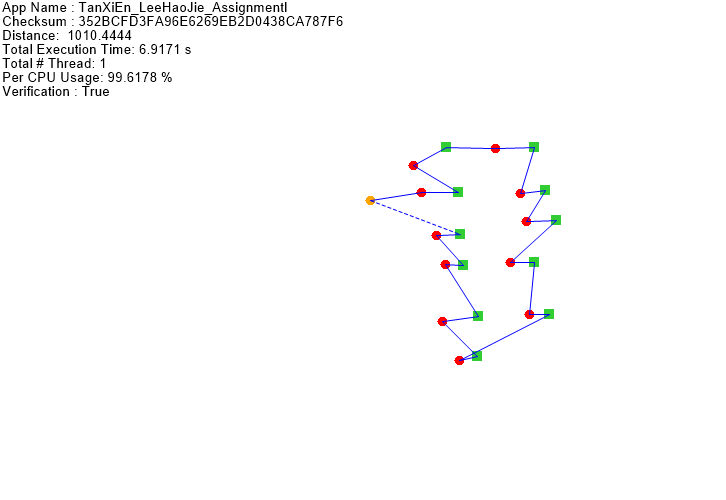 App Name : TanXiEn_LeeHaoJie_AssignmentI
Checksum : 352BCFD3FA96E6269EB2D0438CA787F6
Distance:  1010.4444
Total Execution Time: 6.9171 s
Total # Thread: 1
Per CPU Usage: 99.6178 %
Verification : True